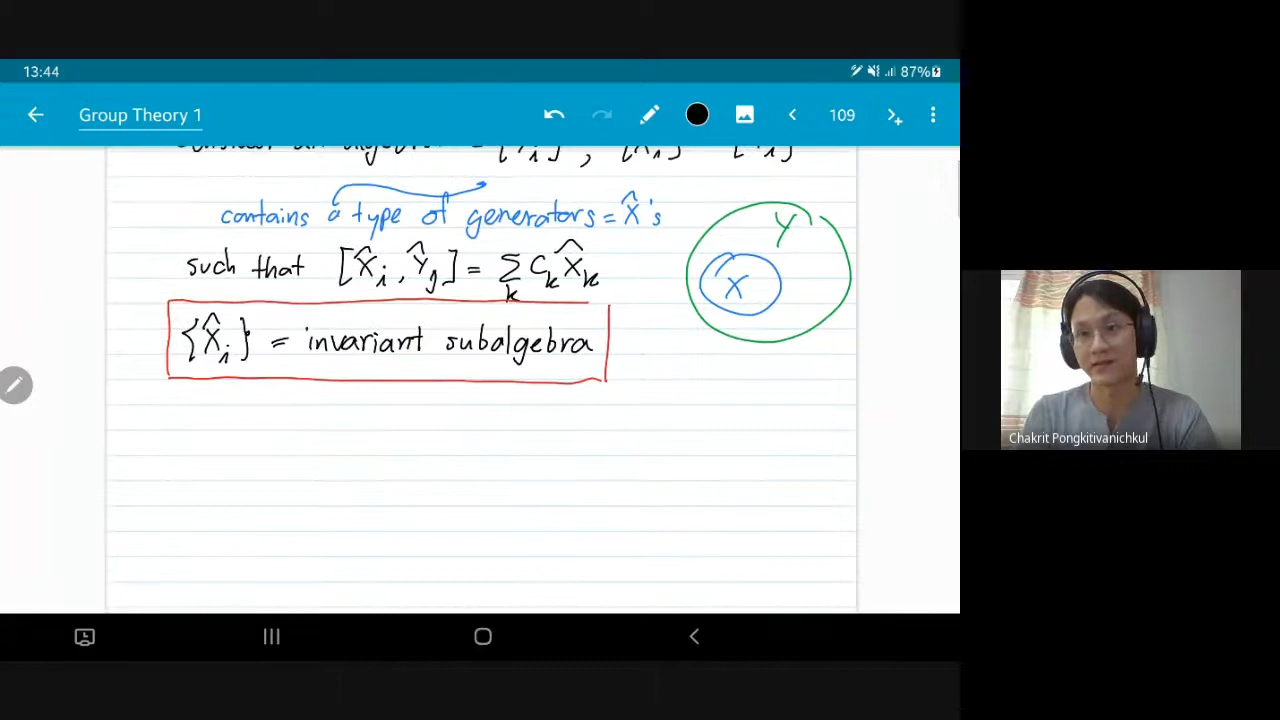 13:44
87%
Group Theory 1
109
contains a type of generators = X̂'s
such that [X̂i , Ŷj] = Σk Ck X̂k
{X̂i} = invariant subalgebra
Y
X
Chakrit Pongkitivanichkul